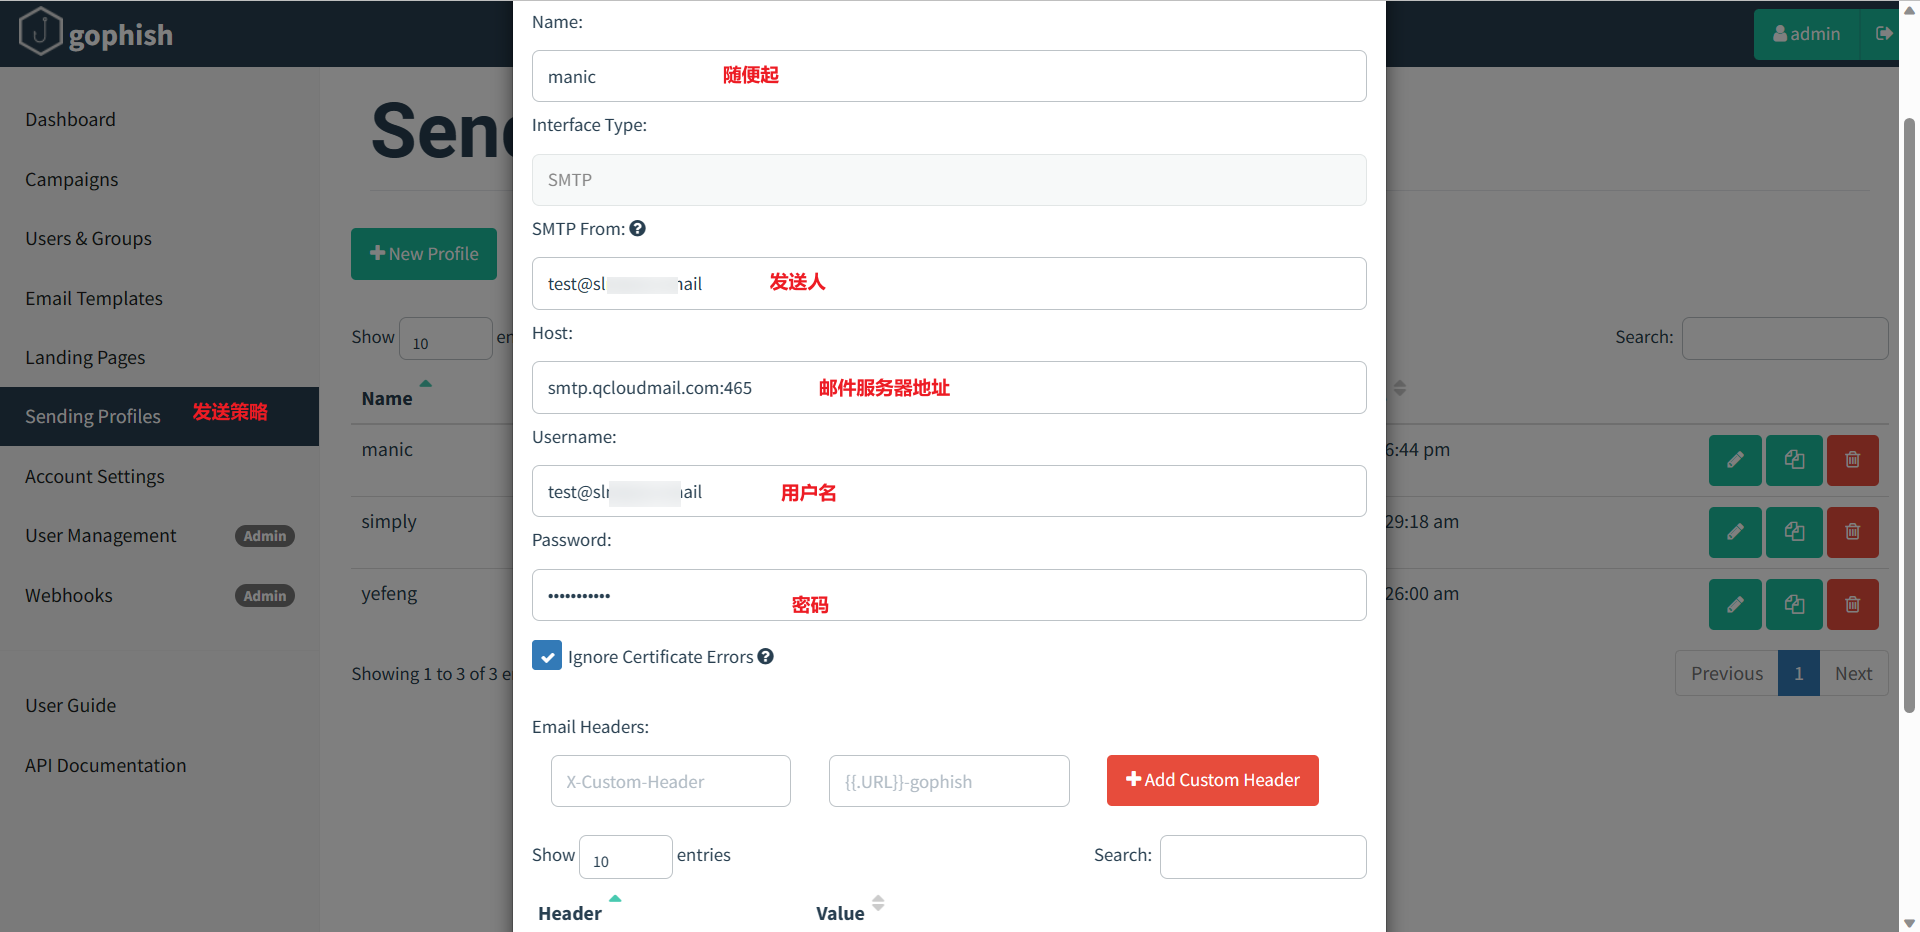 gophish
admin
Dashboard
Campaigns
Users & Groups
Email Templates
Landing Pages
Sending Profiles 发送策略
Account Settings
User Management Admin
Webhooks Admin
User Guide
API Documentation
Send
New Profile
Show 10 en
Search:
Name
manic
6:44 pm
simply
29:18 am
yefeng
26:00 am
Showing 1 to 3 of 3 e
Previous 1 Next
Name:
manic 随便起
Interface Type:
SMTP
SMTP From:
test@sl ail 发送人
Host:
smtp.qcloudmail.com:465 邮件服务器地址
Username:
test@sl ail 用户名
Password:
••••••••••• 密码
Ignore Certificate Errors
Email Headers:
X-Custom-Header {{.URL}}-gophish Add Custom Header
Show 10 entries Search:
Header Value